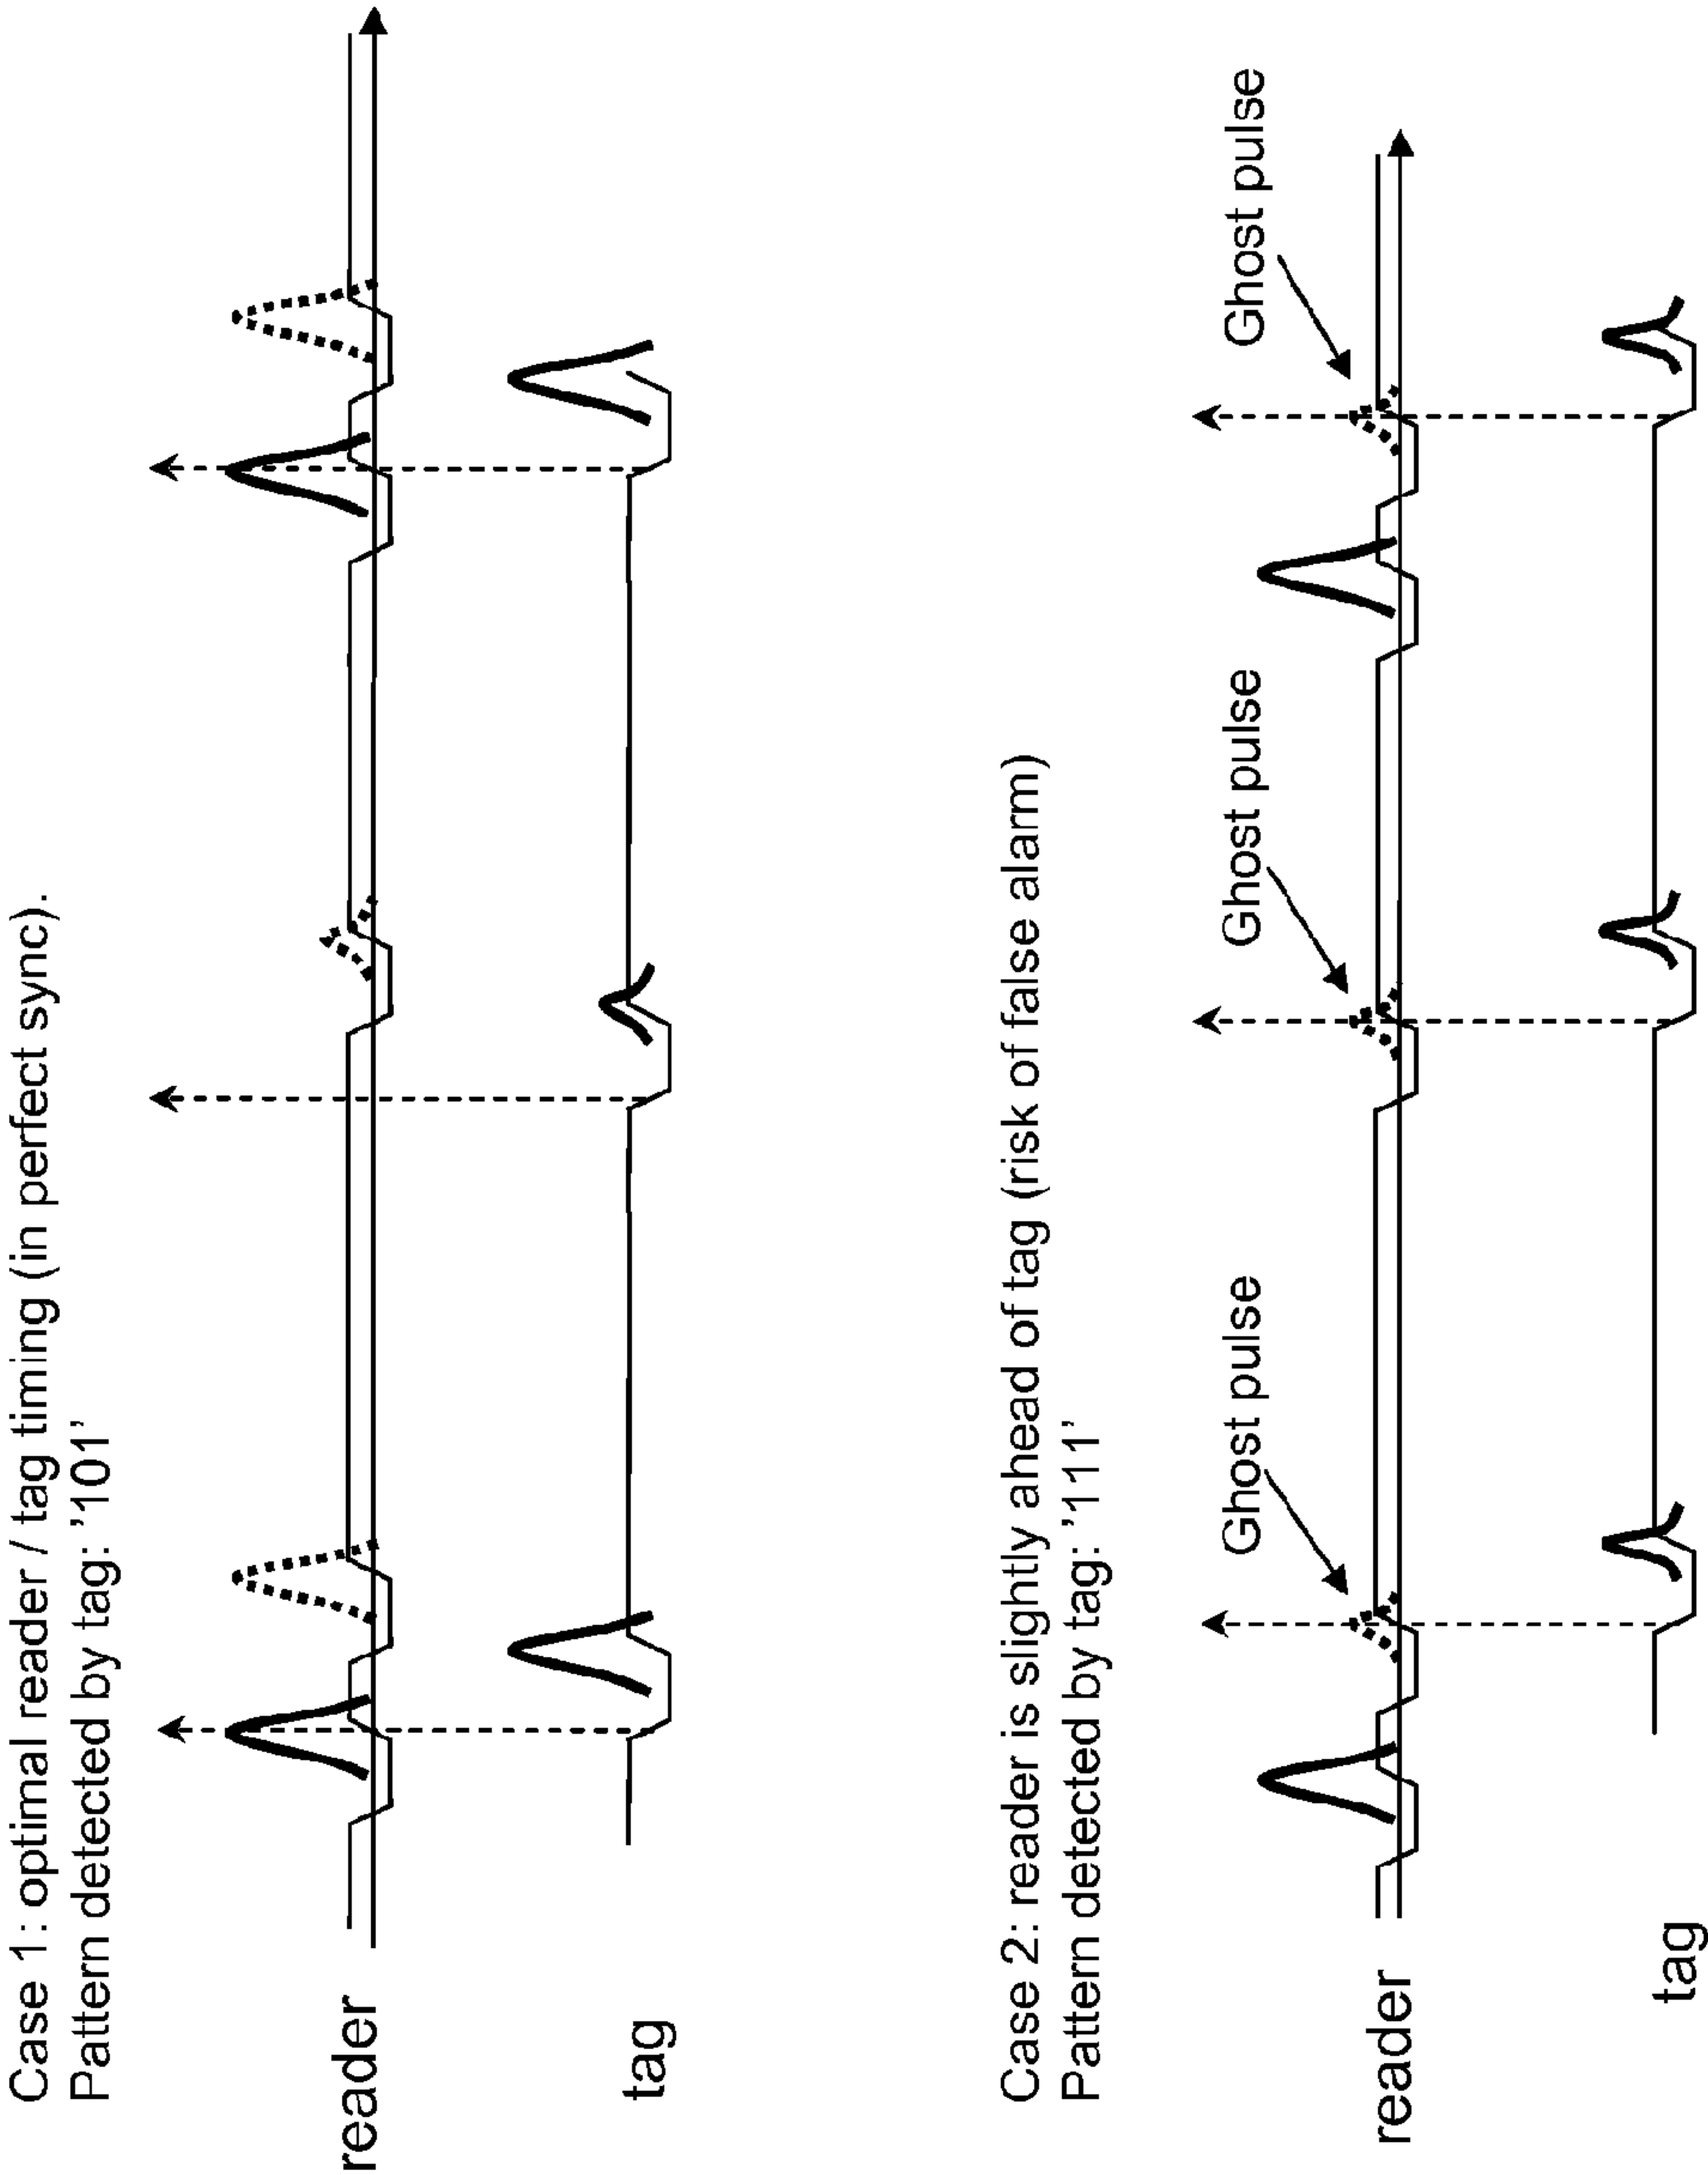 Case 1: optimal reader / tag timing (in perfect sync).
Pattern detected by tag: '101'
reader
tag
Case 2: reader is slightly ahead of tag (risk of false alarm)
Pattern detected by tag: '111'
Ghost pulse
Ghost pulse
Ghost pulse
reader
tag